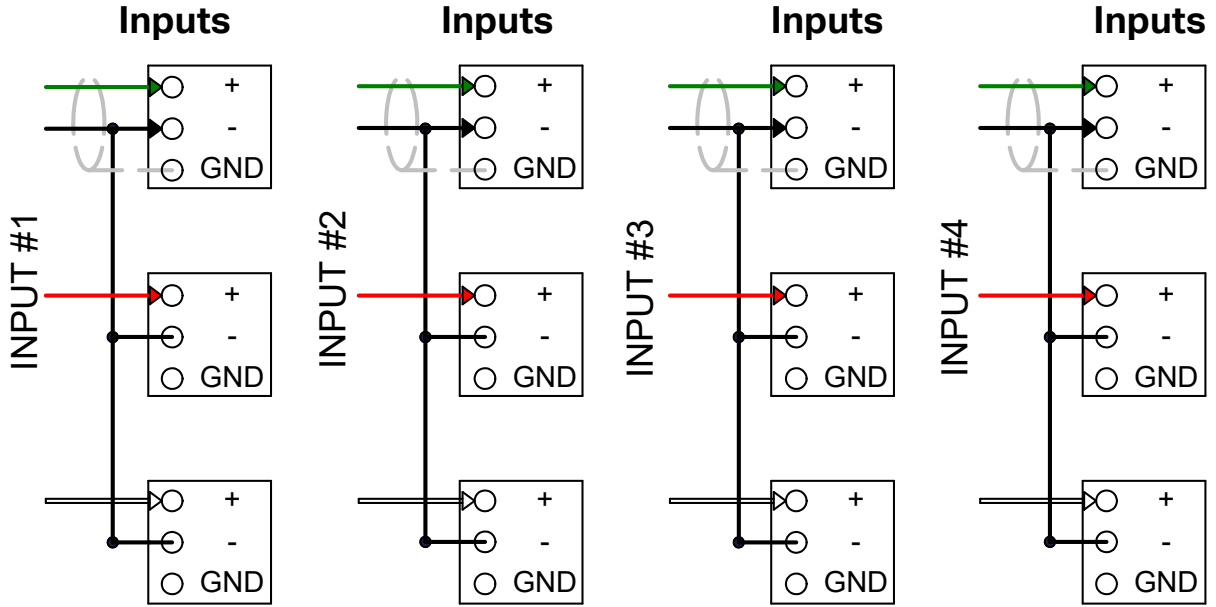 Inputs
Inputs
Inputs
Inputs
INPUT #1
+
-
GND
+
-
GND
+
-
GND
INPUT #2
+
-
GND
+
-
GND
+
-
GND
INPUT #3
+
-
GND
+
-
GND
+
-
GND
INPUT #4
+
-
GND
+
-
GND
+
-
GND